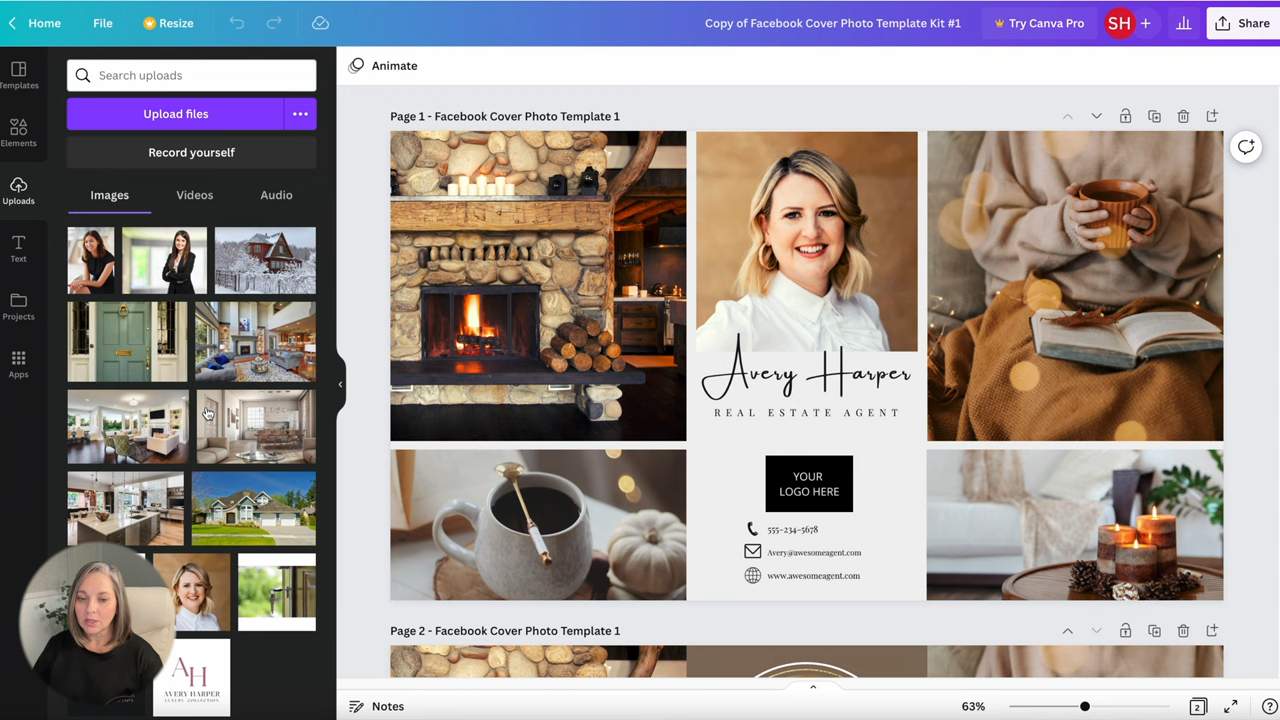 Home
File
Resize
Copy of Facebook Cover Photo Template Kit #1
Try Canva Pro
SH
Share
Templates
Elements
Uploads
Text
Projects
Apps
Search uploads
Upload files
Record yourself
Images
Videos
Audio
AH
AVERY HARPER
LUXURY COLLECTION
Animate
Page 1 - Facebook Cover Photo Template 1
Avery Harper
REAL ESTATE AGENT
YOUR
LOGO HERE
555-234-5678
Avery@awesomeagent.com
www.awesomeagent.com
Page 2 - Facebook Cover Photo Template 1
Notes
63%
2